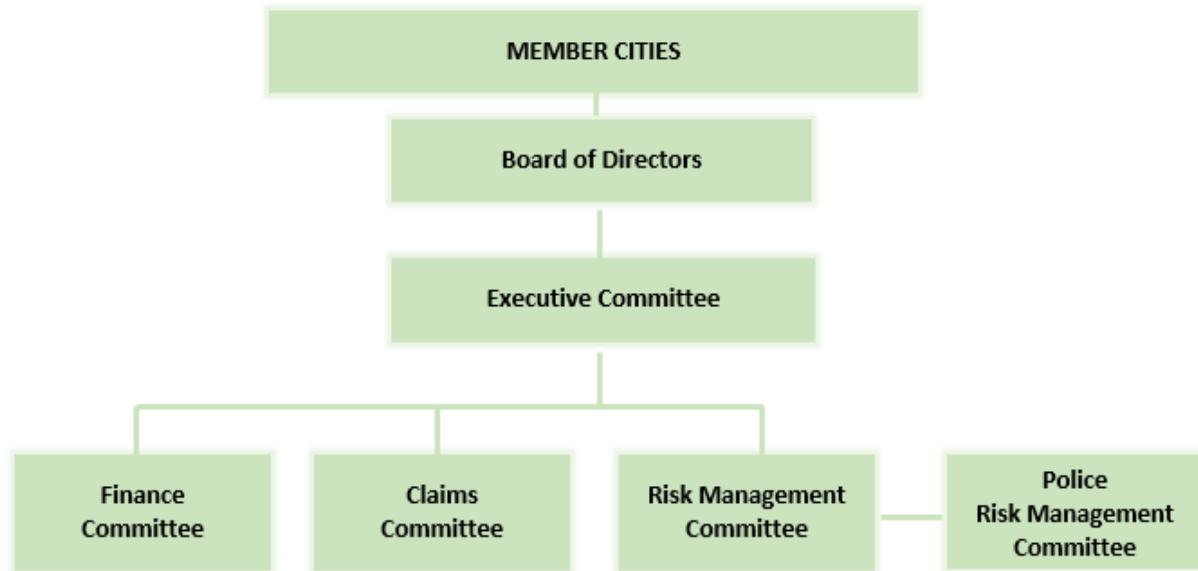 MEMBER CITIES
Board of Directors
Executive Committee
Finance
Committee
Claims
Committee
Risk Management
Committee
Police
Risk Management
Committee